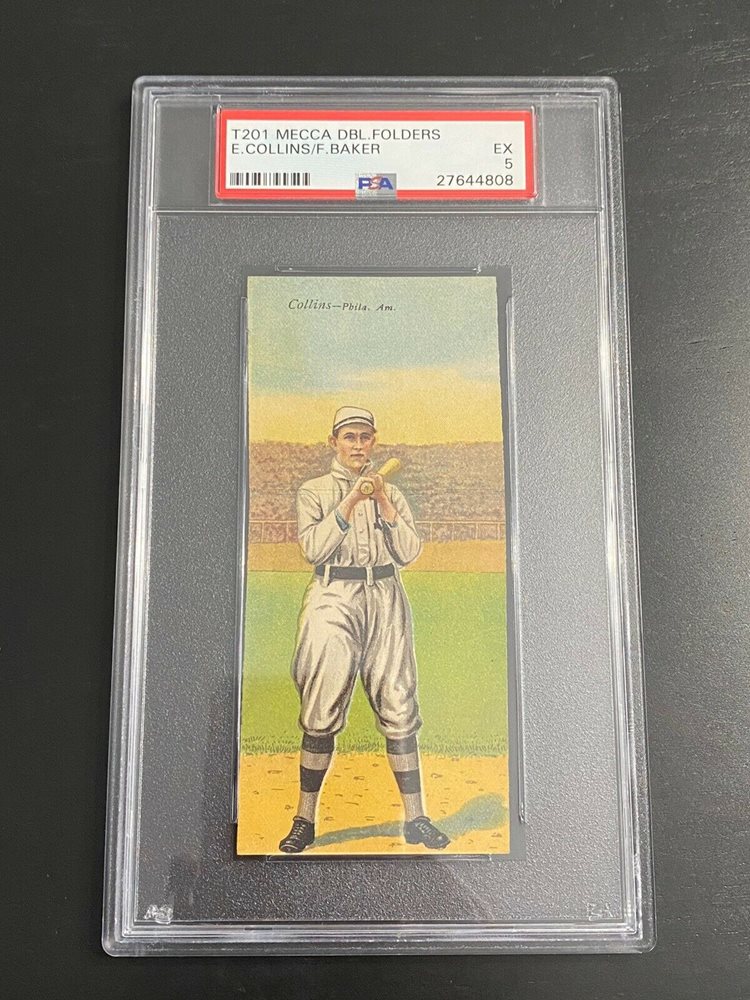 T201 MECCA DBL.FOLDERS
E.COLLINS/F.BAKER EX
5
PSA 27644808
Collins—Phila. Am.